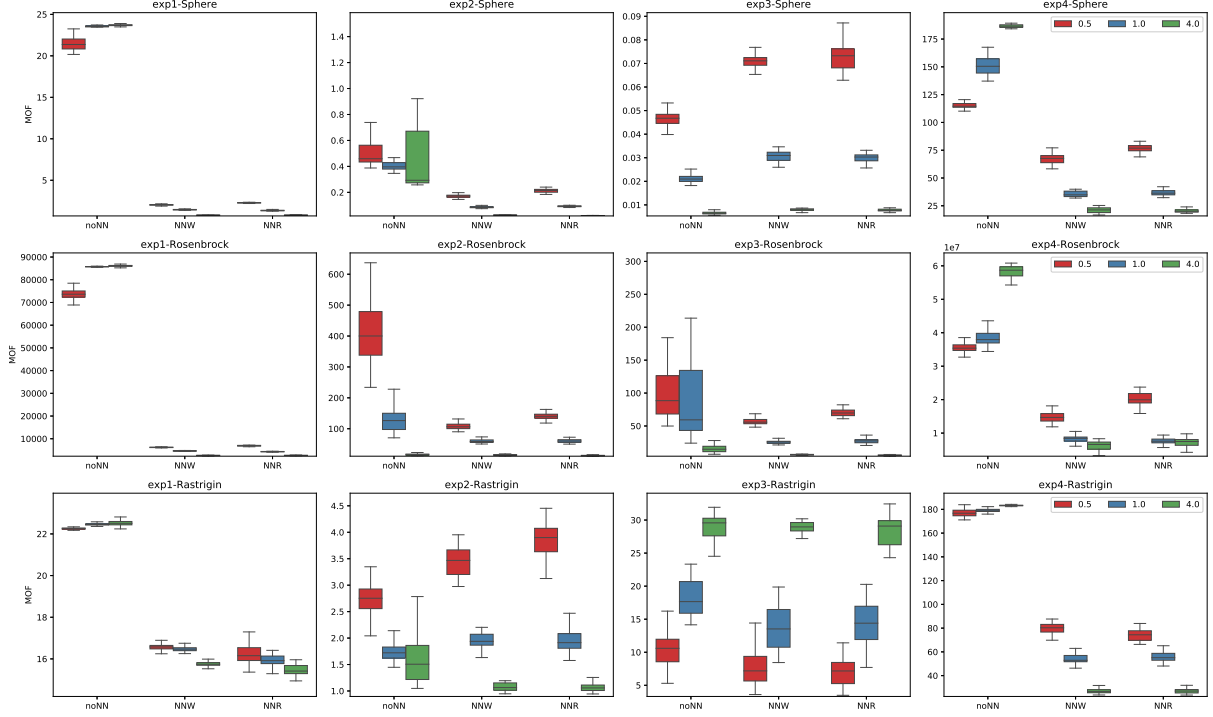 exp1-Sphere
25
20
15
10
5
MOF
noNN NNW NNR
exp2-Sphere
1.4
1.2
1.0
0.8
0.6
0.4
0.2
noNN NNW NNR
exp3-Sphere
0.09
0.08
0.07
0.06
0.05
0.04
0.03
0.02
0.01
noNN NNW NNR
exp4-Sphere
0.5 1.0 4.0
175
150
125
100
75
50
25
noNN NNW NNR
exp1-Rosenbrock
90000
80000
70000
60000
50000
40000
30000
20000
10000
MOF
noNN NNW NNR
exp2-Rosenbrock
600
500
400
300
200
100
noNN NNW NNR
exp3-Rosenbrock
300
250
200
150
100
50
noNN NNW NNR
exp4-Rosenbrock
1e7
0.5 1.0 4.0
6
5
4
3
2
1
noNN NNW NNR
exp1-Rastrigin
22
20
18
16
MOF
noNN NNW NNR
exp2-Rastrigin
4.5
4.0
3.5
3.0
2.5
2.0
1.5
1.0
noNN NNW NNR
exp3-Rastrigin
30
25
20
15
10
5
noNN NNW NNR
exp4-Rastrigin
0.5 1.0 4.0
180
160
140
120
100
80
60
40
noNN NNW NNR